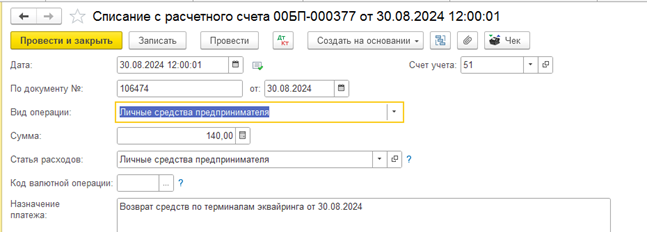 Списание с расчетного счета 00БП-000377 от 30.08.2024 12:00:01
Провести и закрыть Записать Провести Дт Кт Создать на основании Чек
Дата: 30.08.2024 12:00:01 Счет учета: 51
По документу №: 106474 от: 30.08.2024
Вид операции: Личные средства предпринимателя
Сумма: 140,00
Статья расходов: Личные средства предпринимателя ?
Код валютной операции: ... ?
Назначение платежа: Возврат средств по терминалам эквайринга от 30.08.2024